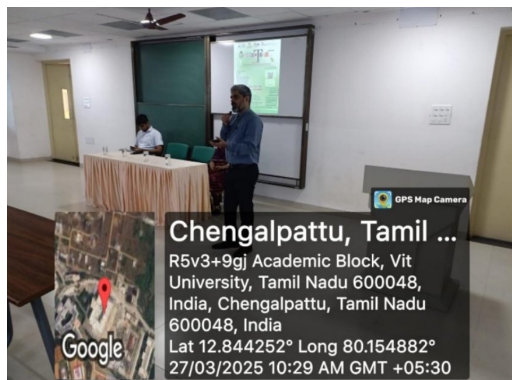 GPS Map Camera
Chengalpattu, Tamil ...
R5v3+9gj Academic Block, Vit
University, Tamil Nadu 600048,
India, Chengalpattu, Tamil Nadu
600048, India
Lat 12.844252° Long 80.154882°
27/03/2025 10:29 AM GMT +05:30
Google